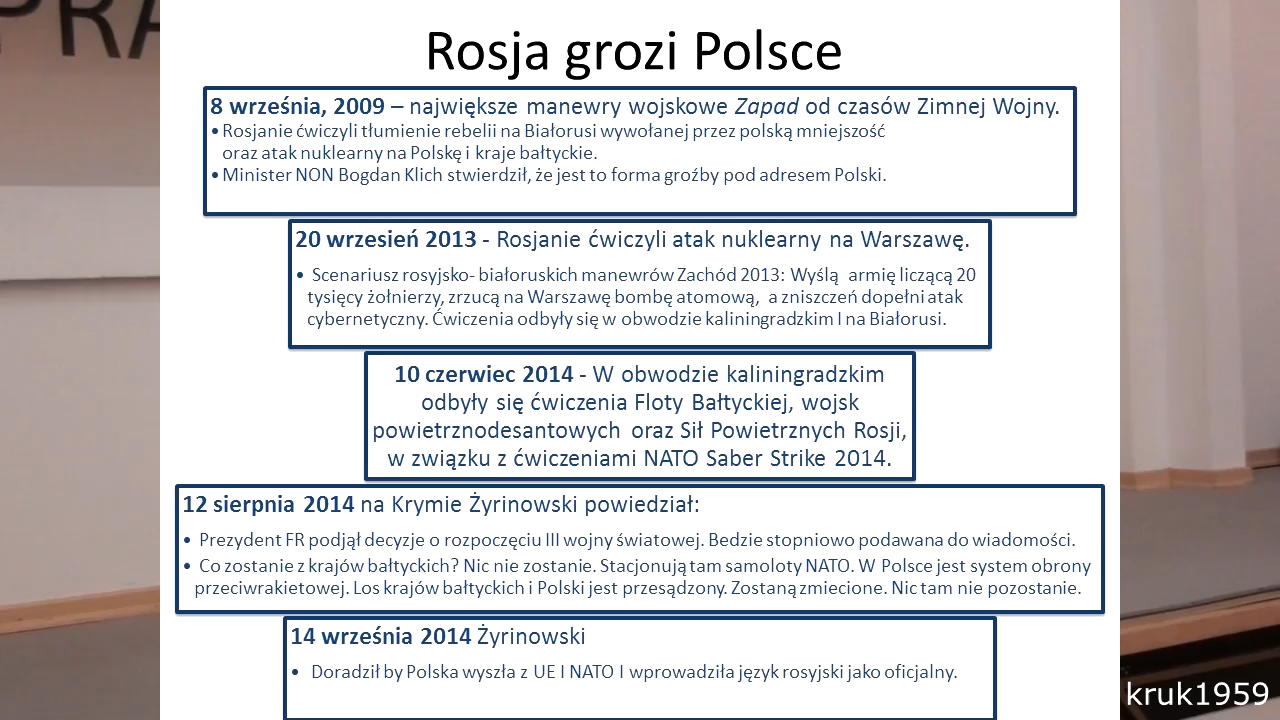 PRA
Rosja grozi Polsce
8 września, 2009 – największe manewry wojskowe Zapad od czasów Zimnej Wojny.
• Rosjanie ćwiczyli tłumienie rebelii na Białorusi wywołanej przez polską mniejszość
oraz atak nuklearny na Polskę i kraje bałtyckie.
• Minister NON Bogdan Klich stwierdził, że jest to forma groźby pod adresem Polski.
20 wrzesień 2013 - Rosjanie ćwiczyli atak nuklearny na Warszawę.
• Scenariusz rosyjsko- białoruskich manewrów Zachód 2013: Wyślą armię liczącą 20
tysięcy żołnierzy, zrzucą na Warszawę bombę atomową, a zniszczeń dopełni atak
cybernetyczny. Ćwiczenia odbyły się w obwodzie kaliningradzkim I na Białorusi.
10 czerwiec 2014 - W obwodzie kaliningradzkim
odbyły się ćwiczenia Floty Bałtyckiej, wojsk
powietrznodesantowych oraz Sił Powietrznych Rosji,
w związku z ćwiczeniami NATO Saber Strike 2014.
12 sierpnia 2014 na Krymie Żyrinowski powiedział:
• Prezydent FR podjął decyzje o rozpoczęciu III wojny światowej. Bedzie stopniowo podawana do wiadomości.
• Co zostanie z krajów bałtyckich? Nic nie zostanie. Stacjonują tam samoloty NATO. W Polsce jest system obrony
przeciwrakietowej. Los krajów bałtyckich i Polski jest przesądzony. Zostaną zmiecione. Nic tam nie pozostanie.
14 września 2014 Żyrinowski
• Doradził by Polska wyszła z UE I NATO I wprowadziła język rosyjski jako oficjalny.
kruk1959